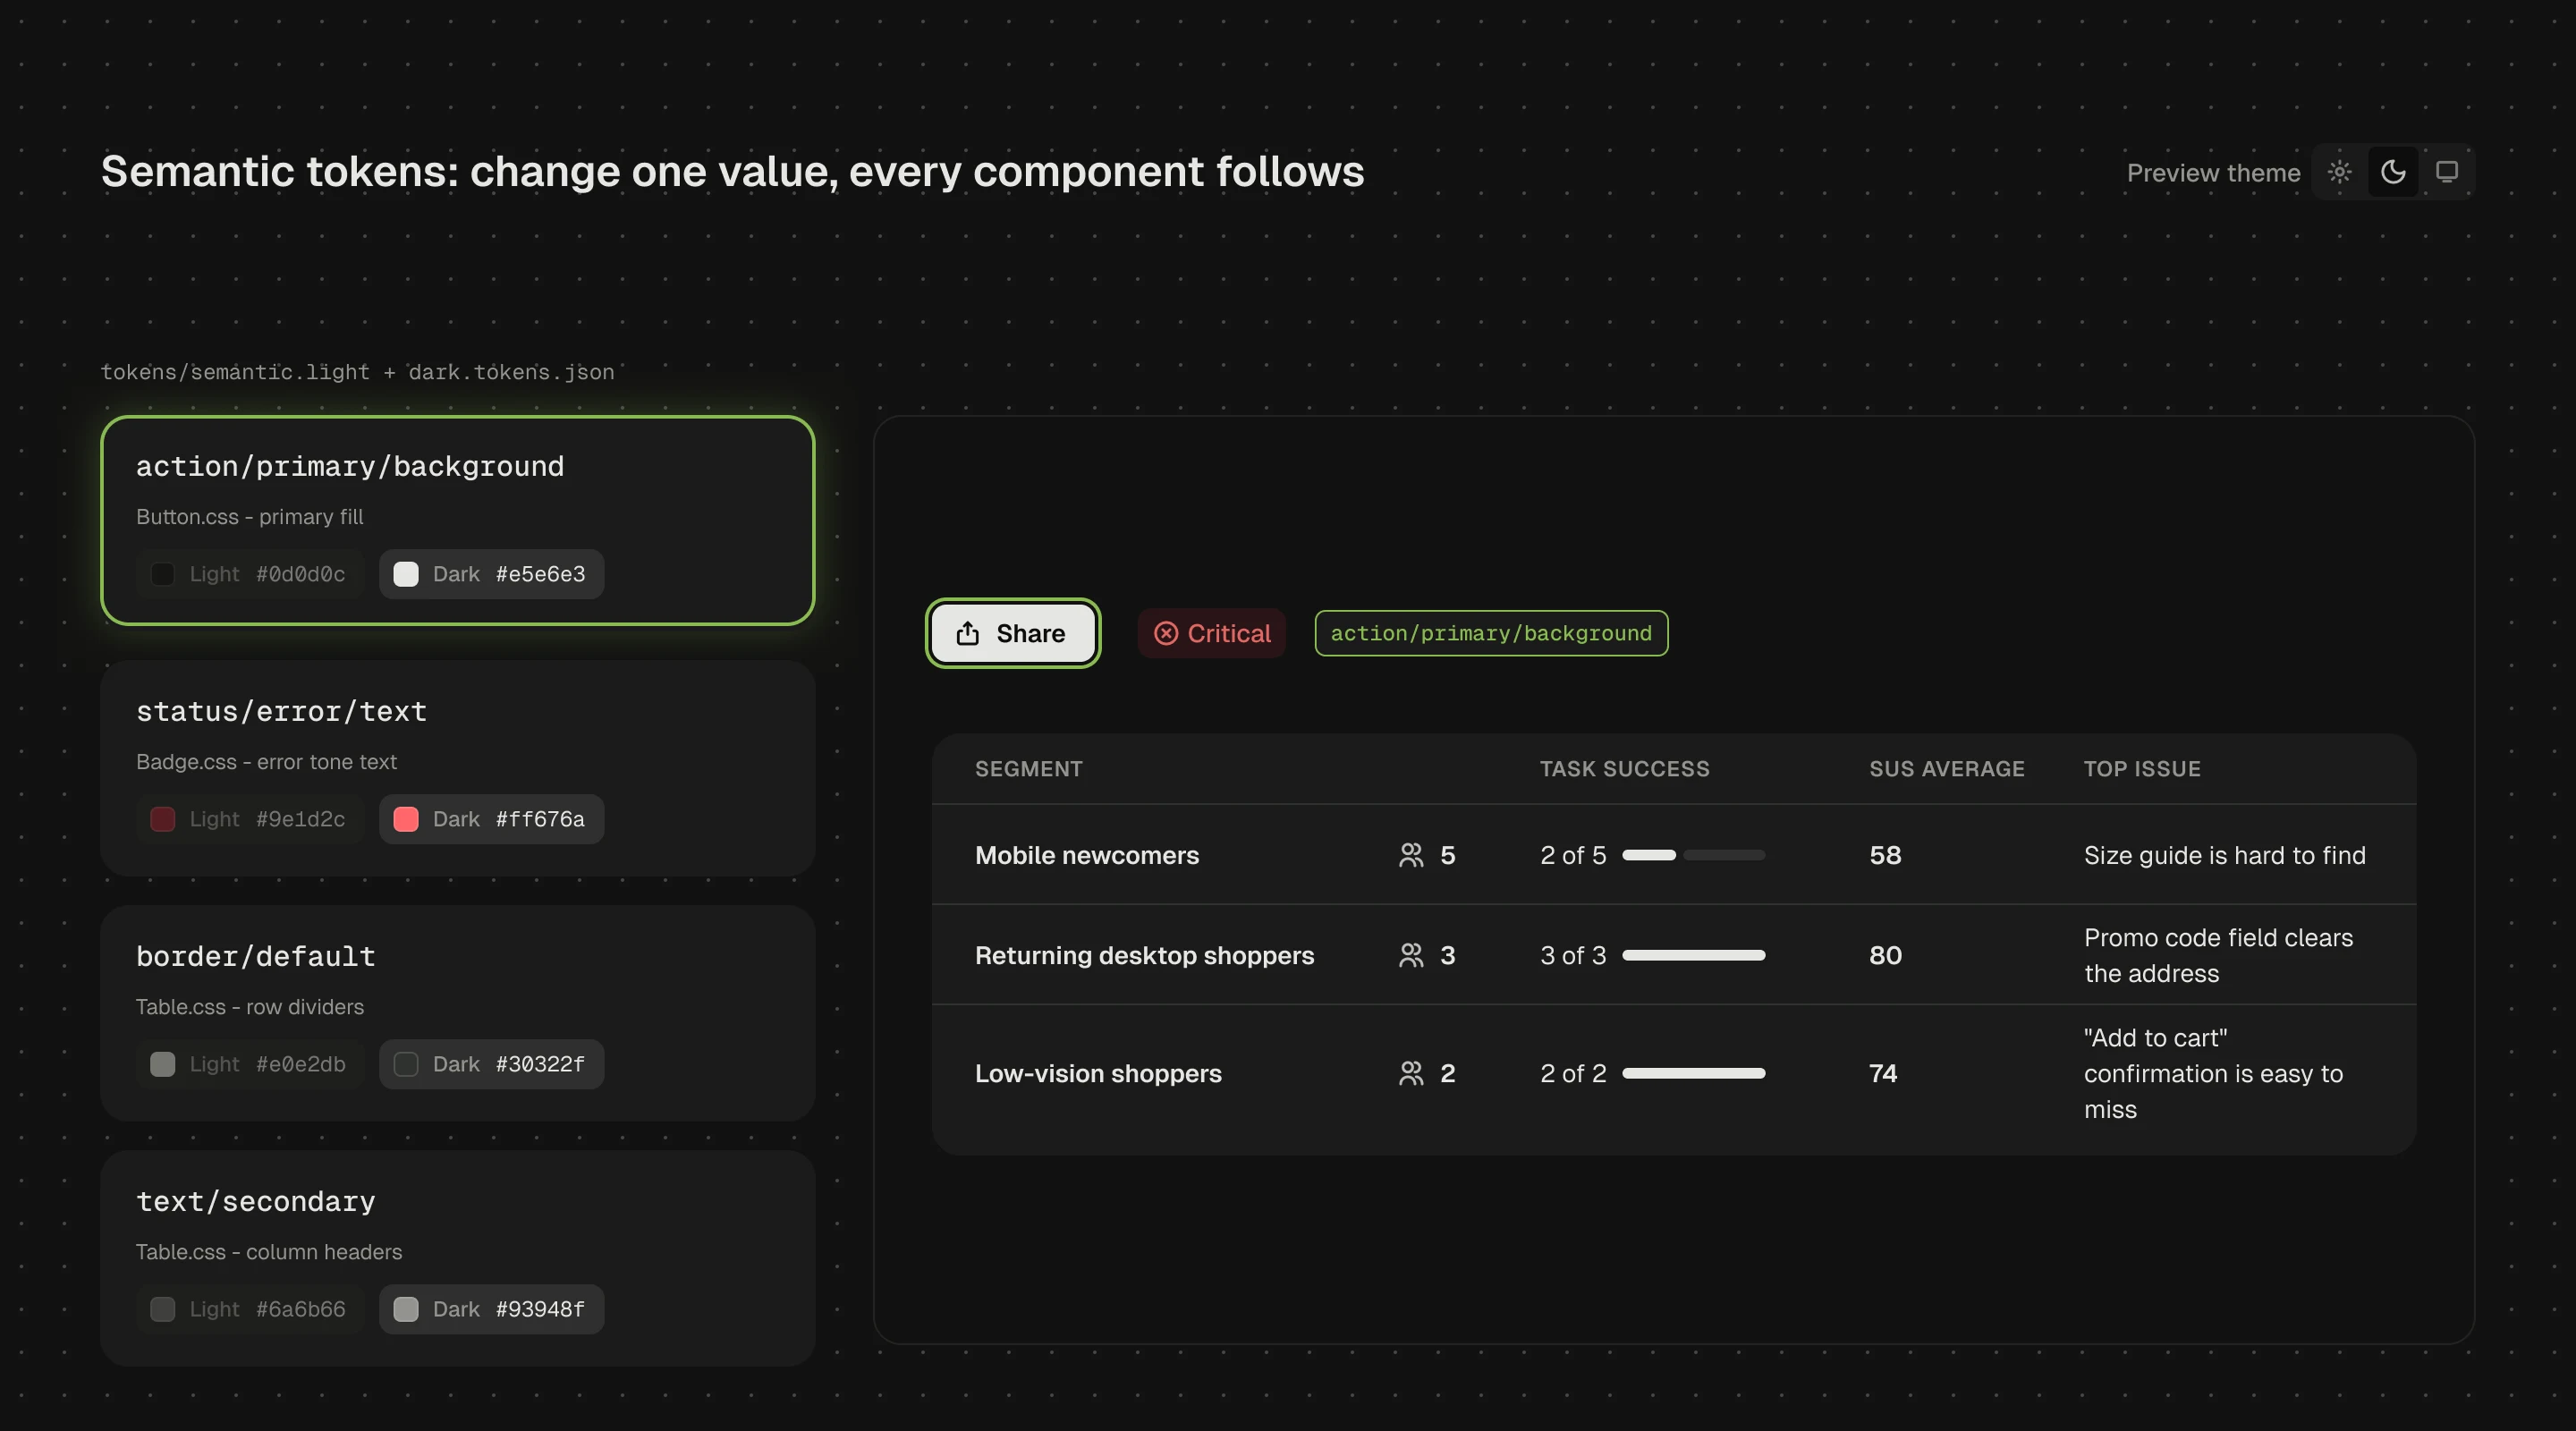 Semantic tokens: change one value, every component follows
Preview theme
tokens/semantic.light + dark.tokens.json
action/primary/background
Button.css - primary fill
Light #0d0d0c Dark #e5e6e3
status/error/text
Badge.css - error tone text
Light #9e1d2c Dark #ff676a
border/default
Table.css - row dividers
Light #e0e2db Dark #30322f
text/secondary
Table.css - column headers
Light #6a6b66 Dark #93948f
Share Critical action/primary/background
SEGMENT TASK SUCCESS SUS AVERAGE TOP ISSUE
Mobile newcomers 5 2 of 5 58 Size guide is hard to find
Returning desktop shoppers 3 3 of 3 80 Promo code field clears
the address
Low-vision shoppers 2 2 of 2 74 "Add to cart"
confirmation is easy to
miss